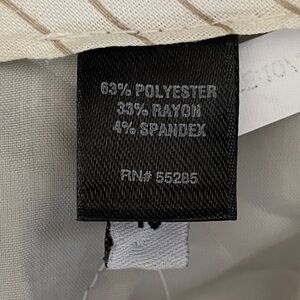 63% POLYESTER
33% RAYON
4% SPANDEX
RN# 55285